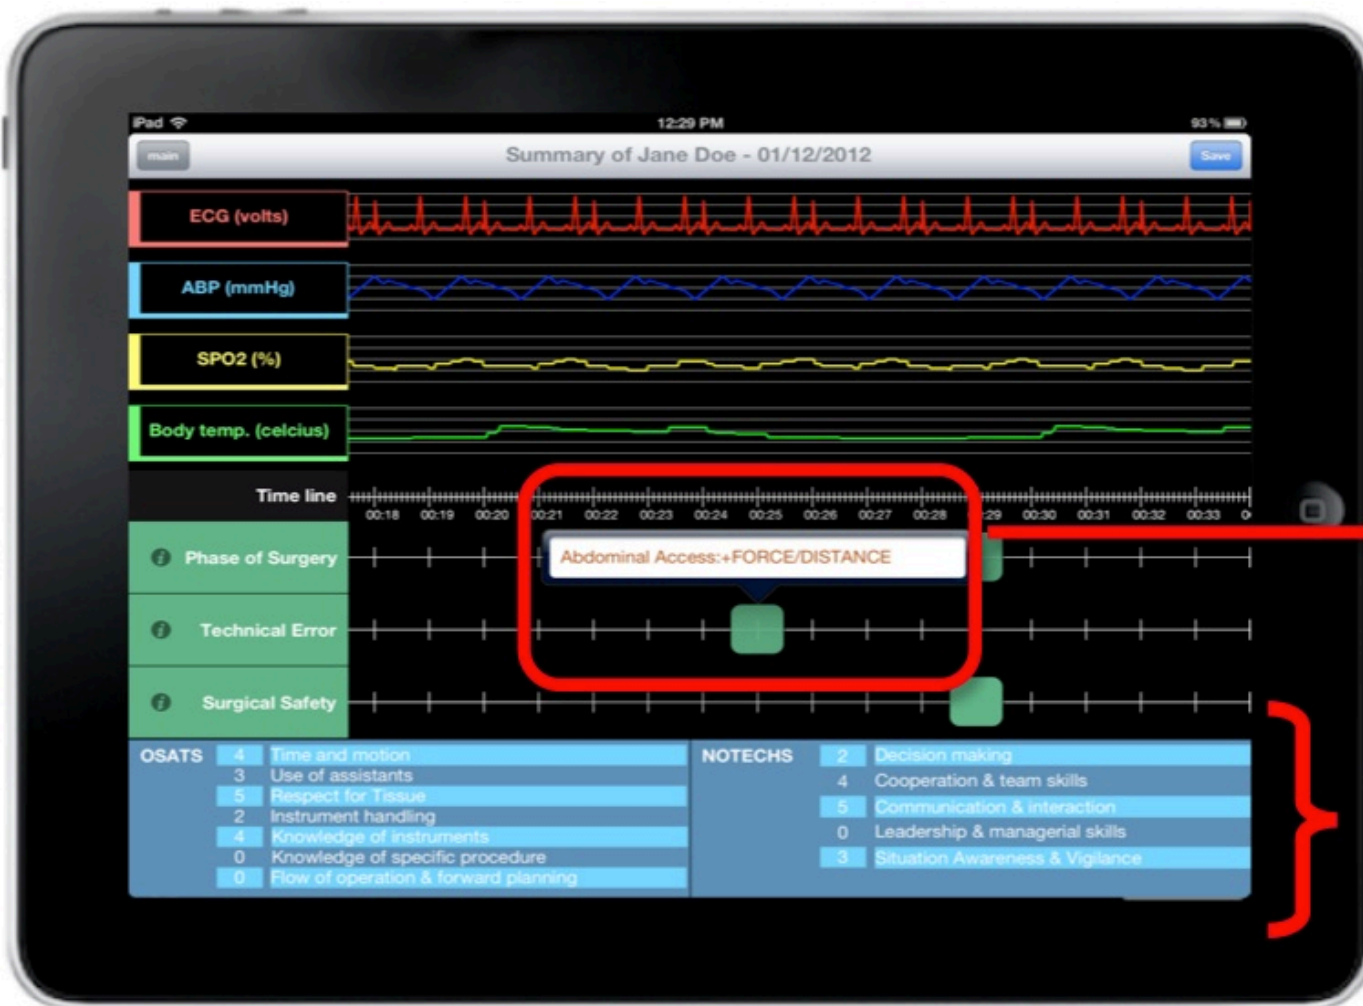 iPad 12:29 PM 93%
main Summary of Jane Doe - 01/12/2012 Save
ECG (volts)
ABP (mmHg)
SPO2 (%)
Body temp. (celcius)
Time line
00:18 00:19 00:20 00:21 00:22 00:23 00:24 00:25 00:26 00:27 00:28 :29 00:30 00:31 00:32 00:33
Phase of Surgery
Abdominal Access:+FORCE/DISTANCE
Technical Error
Surgical Safety
OSATS 4 Time and motion
3 Use of assistants
5 Respect for Tissue
2 Instrument handling
4 Knowledge of instruments
0 Knowledge of specific procedure
0 Flow of operation & forward planning
NOTECHS 2 Decision making
4 Cooperation & team skills
5 Communication & interaction
0 Leadership & managerial skills
3 Situation Awareness & Vigilance